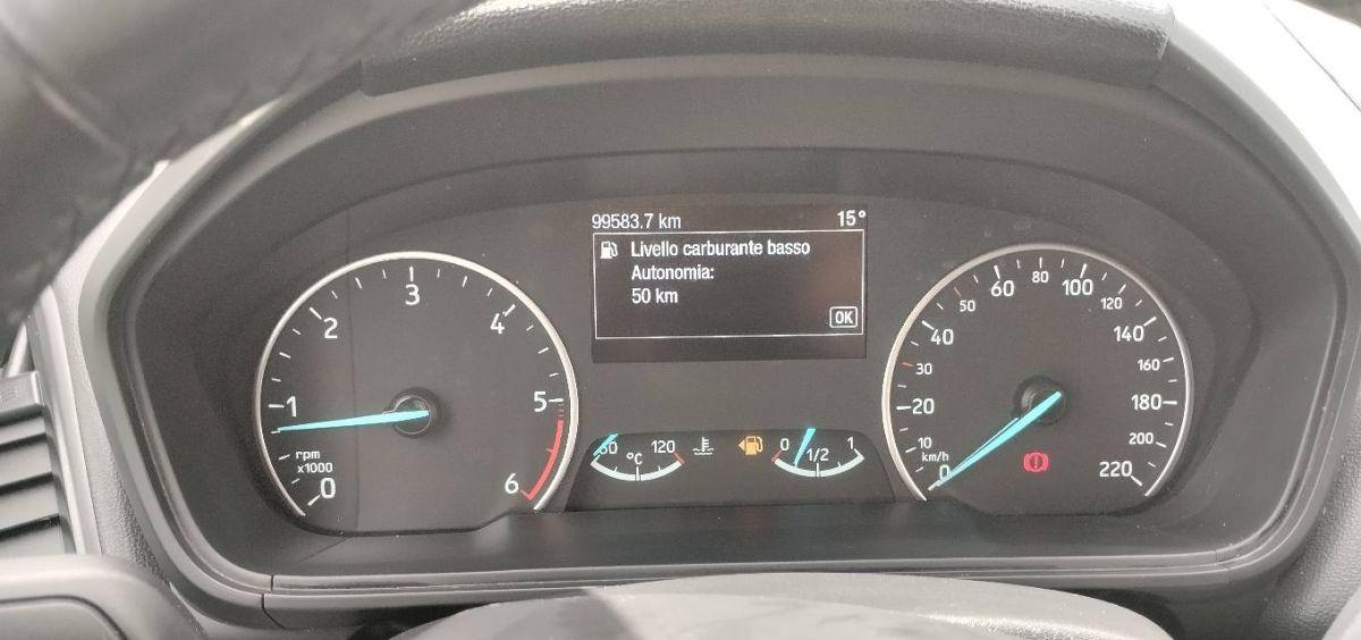 99583.7 km 15°
Livello carburante basso
Autonomia:
50 km
OK
0 1 2 3 4 5 6
rpm
x1000
60 °C 120
0 1/2 1
0 10 20 30 40 50 60 80 100 120 140 160 180 200 220
km/h